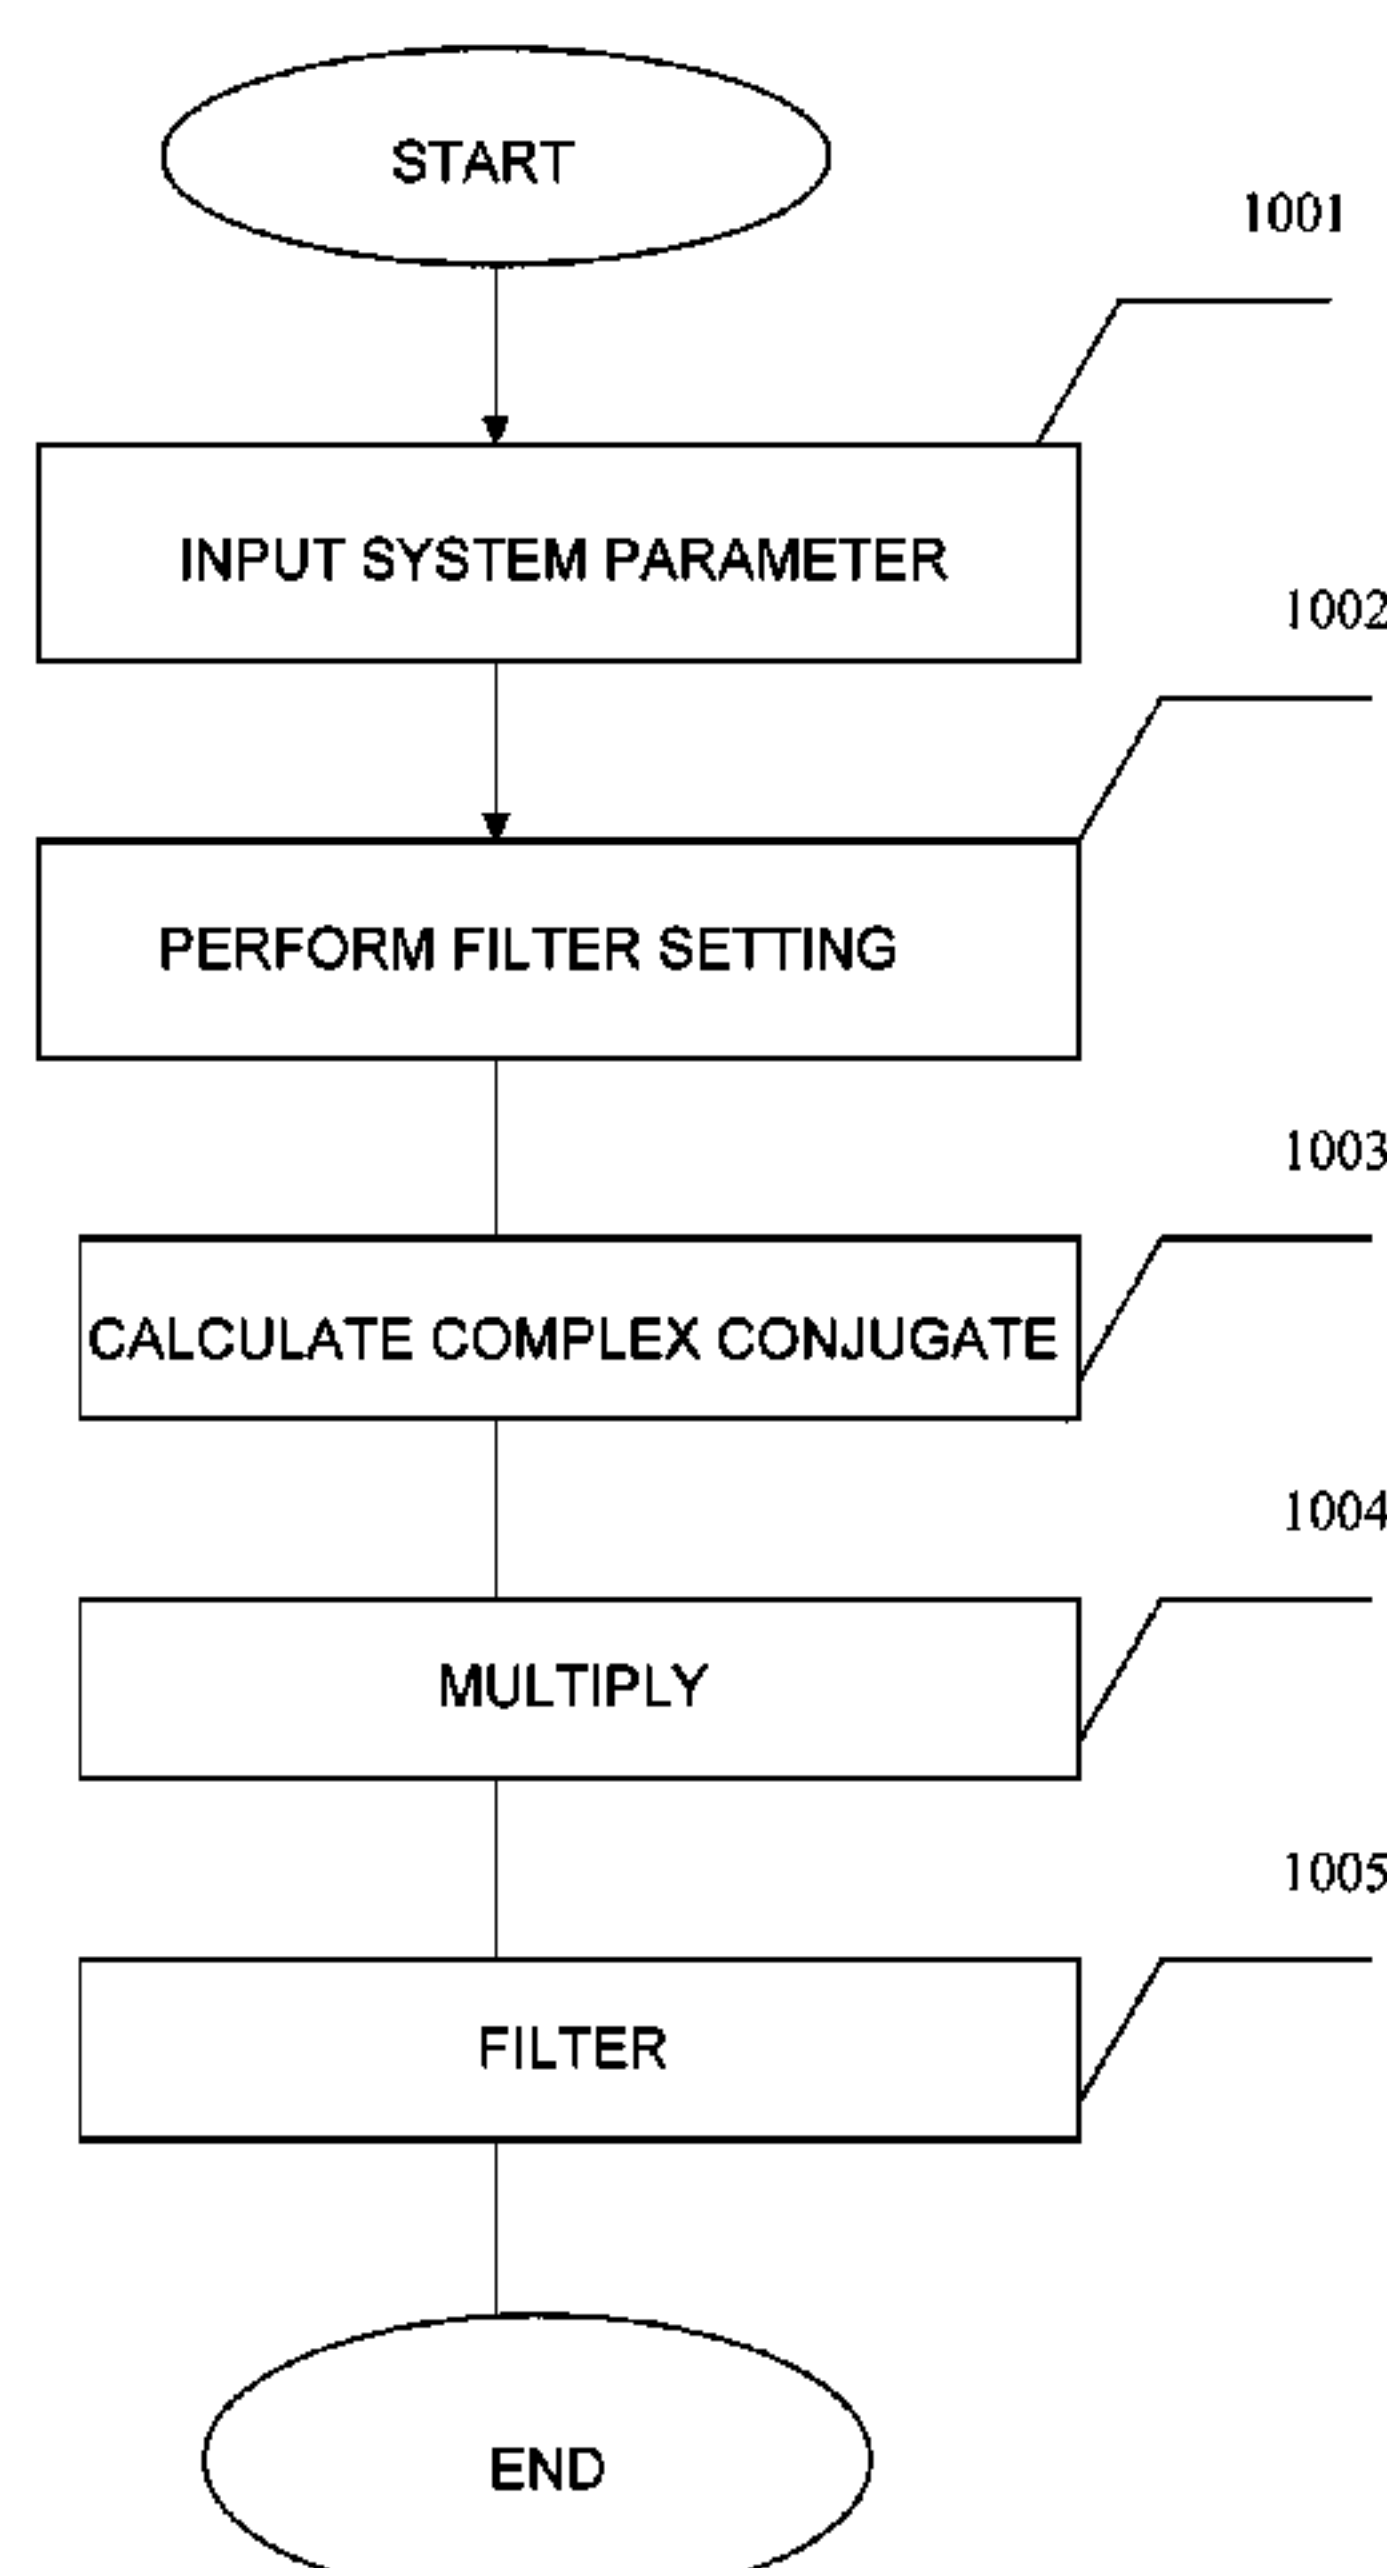 START
1001
INPUT SYSTEM PARAMETER
1002
PERFORM FILTER SETTING
1003
CALCULATE COMPLEX CONJUGATE
1004
MULTIPLY
1005
FILTER
END